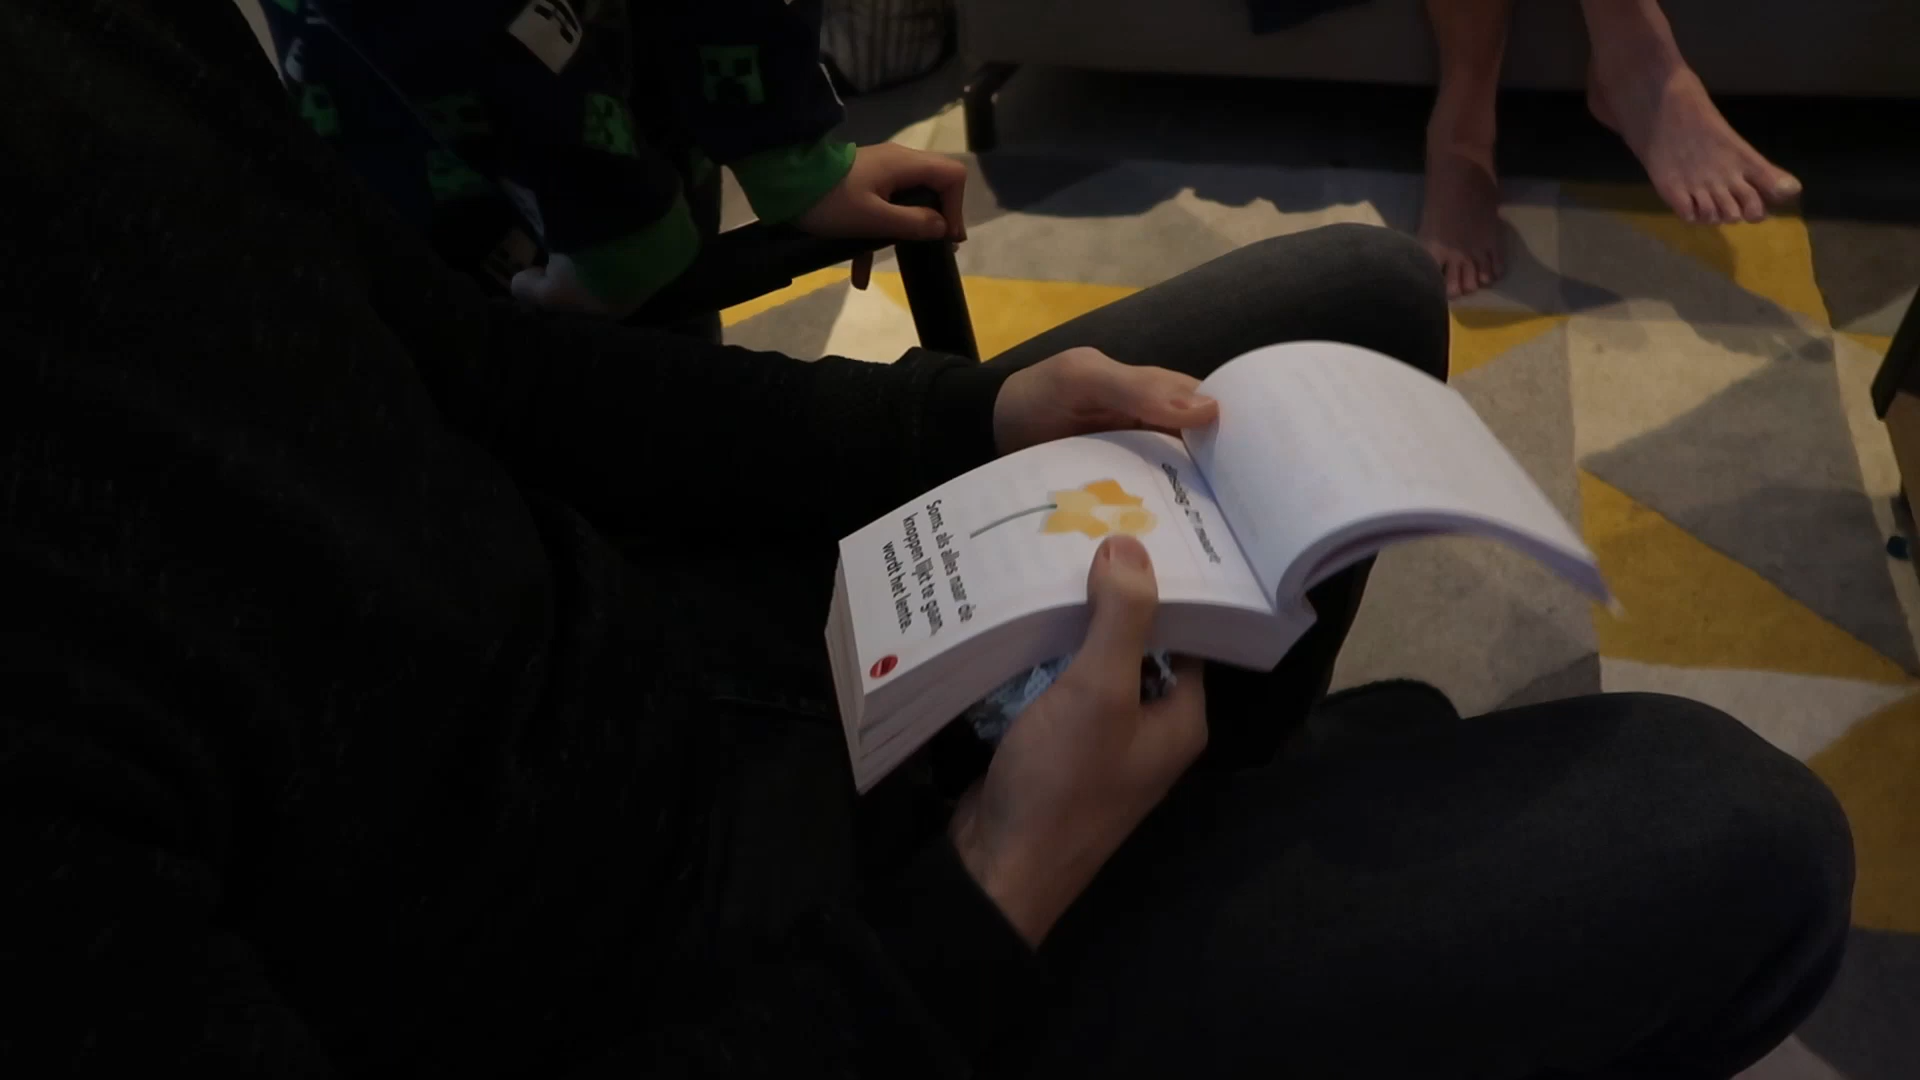 Soms, als alles naar de
knoppen lijkt te gaan,
wordt het lente.